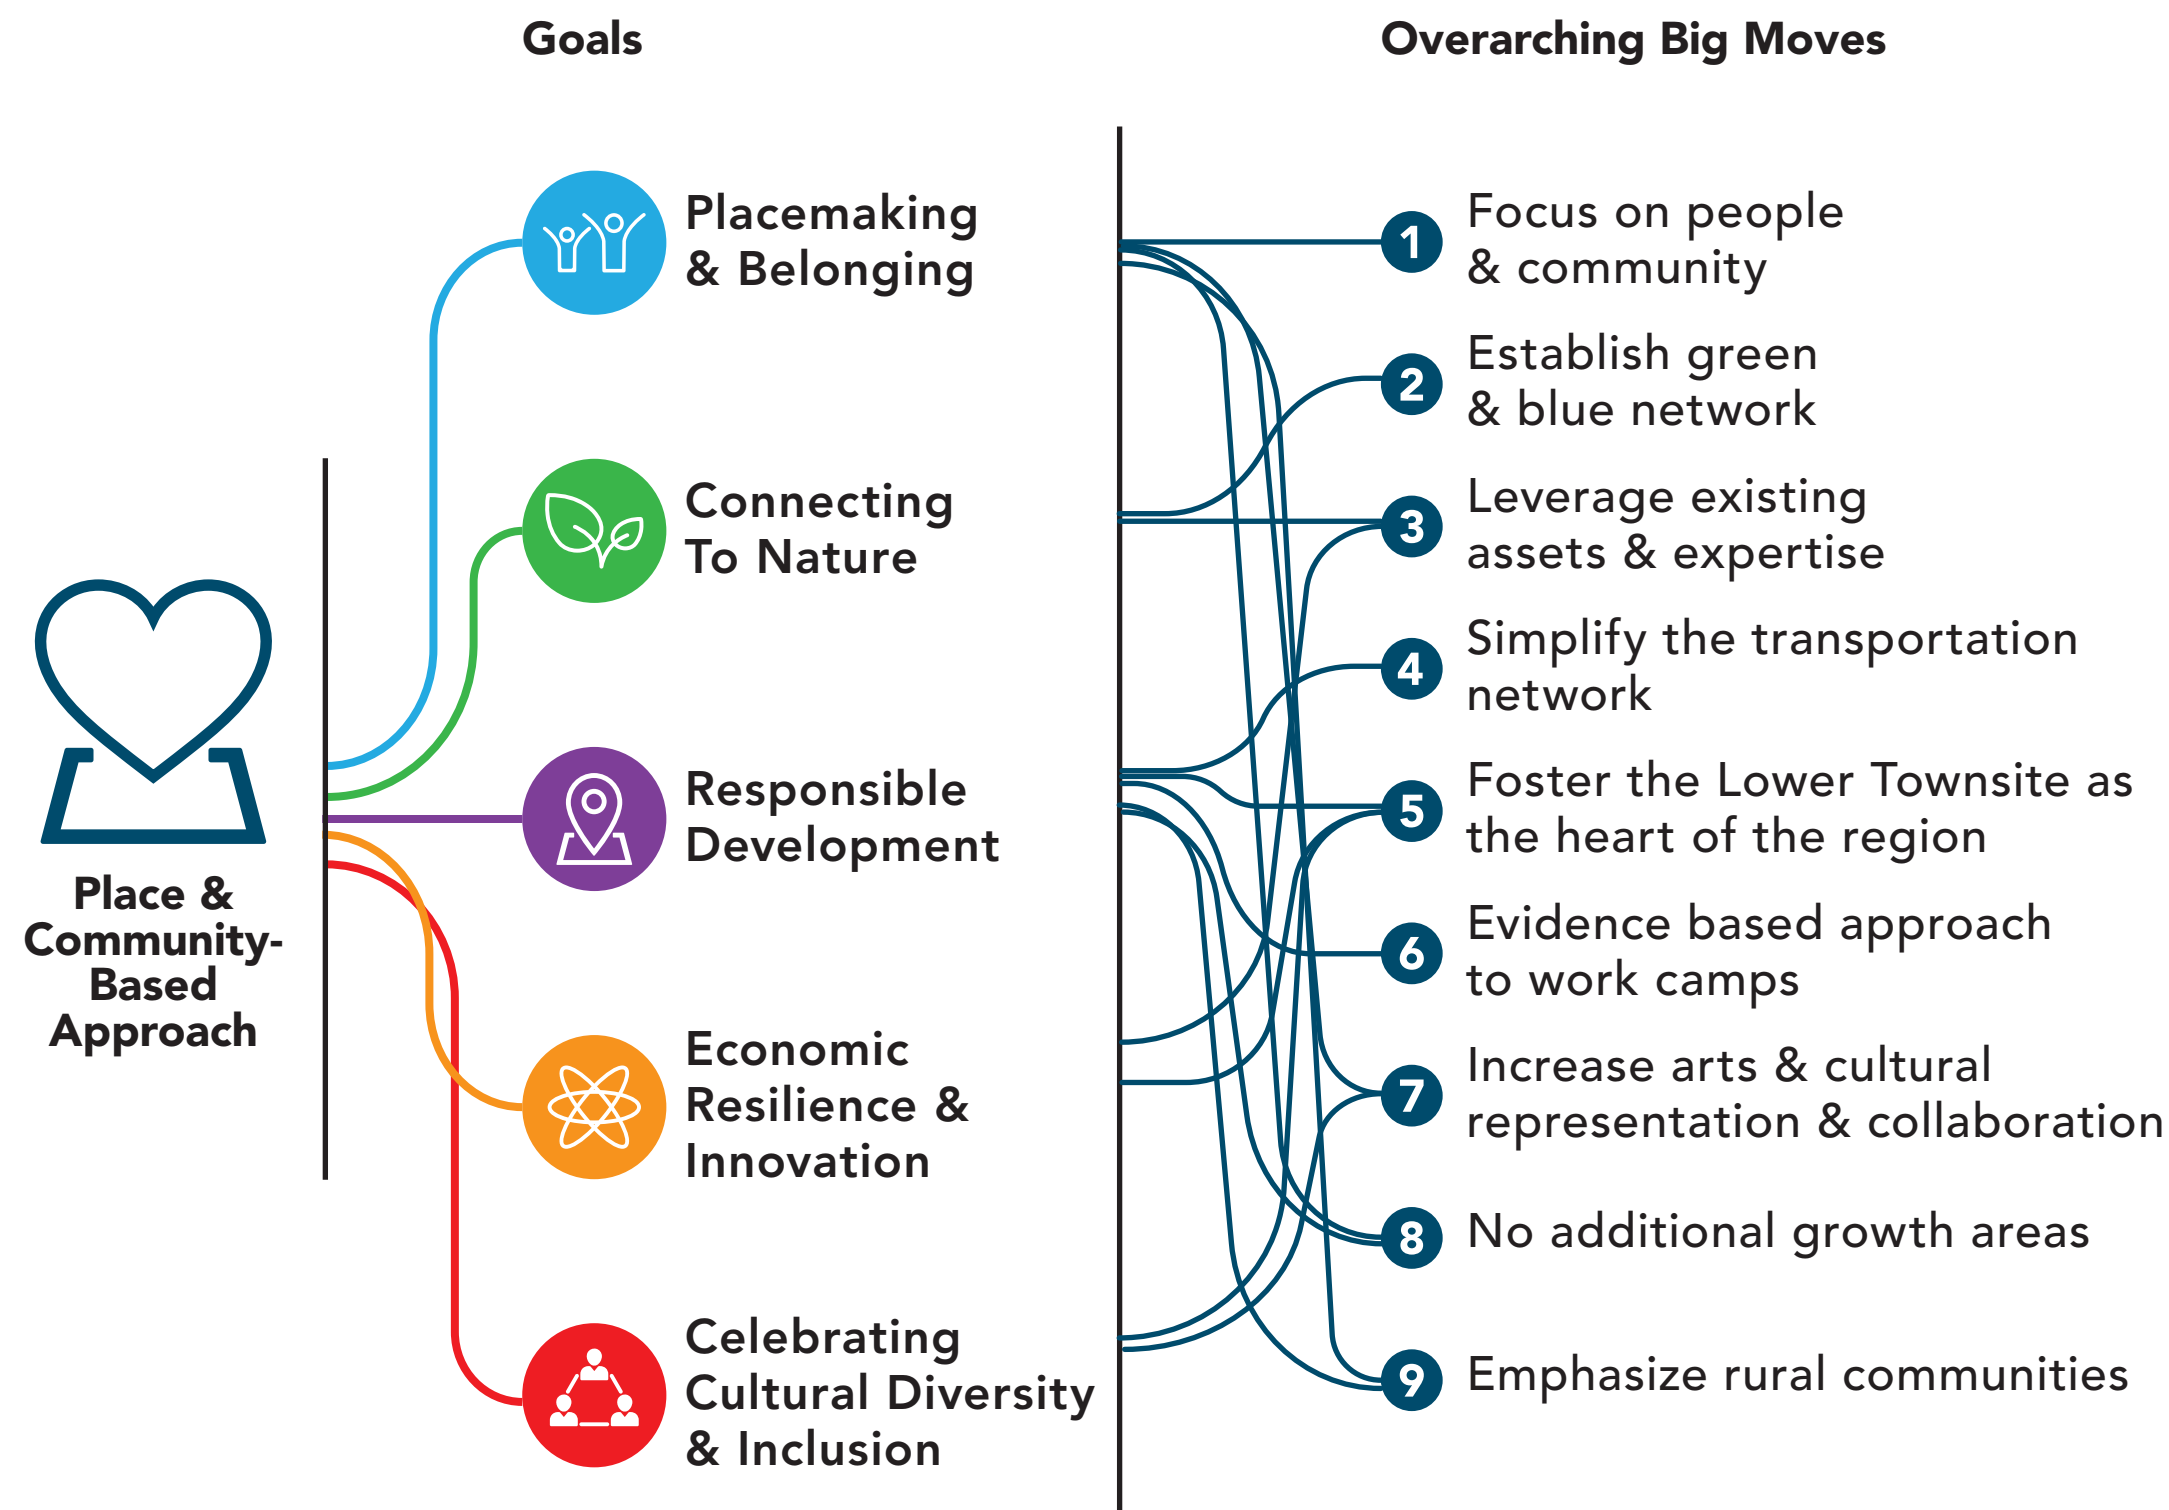 Goals
Overarching Big Moves
Place &
Community-
Based
Approach
Placemaking
& Belonging
Connecting
To Nature
Responsible
Development
Economic
Resilience &
Innovation
Celebrating
Cultural Diversity
& Inclusion
1 Focus on people
& community
2 Establish green
& blue network
3 Leverage existing
assets & expertise
4 Simplify the transportation
network
5 Foster the Lower Townsite as
the heart of the region
6 Evidence based approach
to work camps
7 Increase arts & cultural
representation & collaboration
8 No additional growth areas
9 Emphasize rural communities